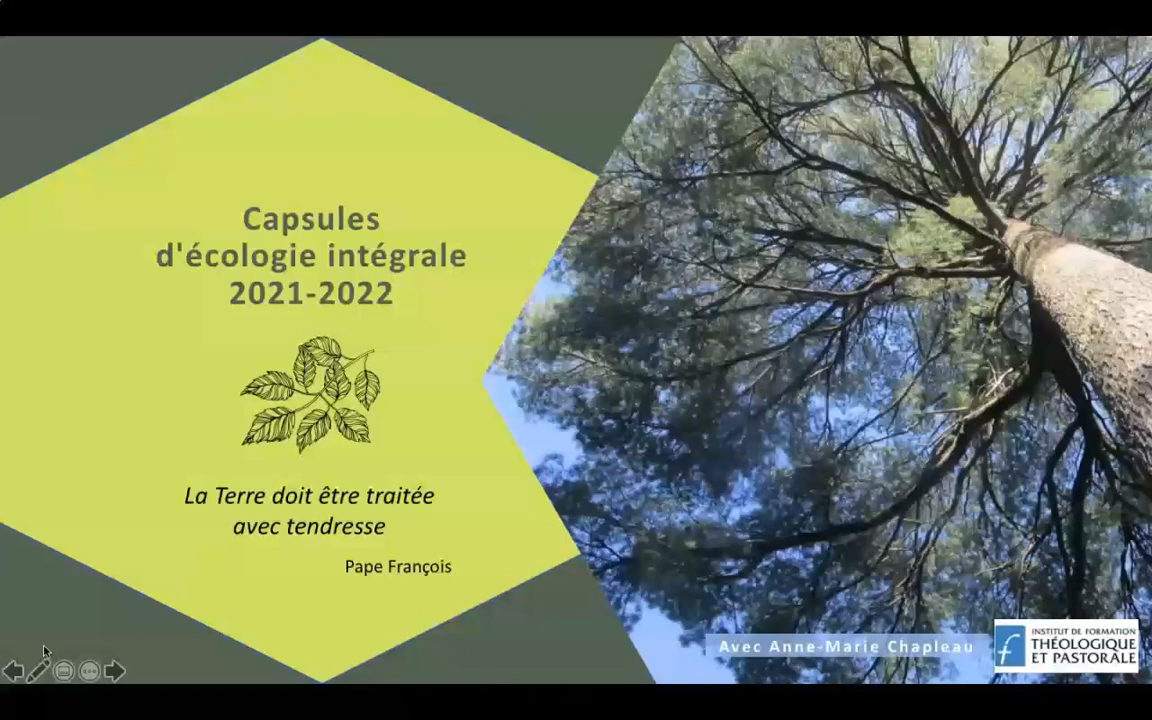 Capsules
d'écologie intégrale
2021-2022
La Terre doit être traitée
avec tendresse
Pape François
Avec Anne-Marie Chapleau
INSTITUT DE FORMATION
THÉOLOGIQUE
ET PASTORALE